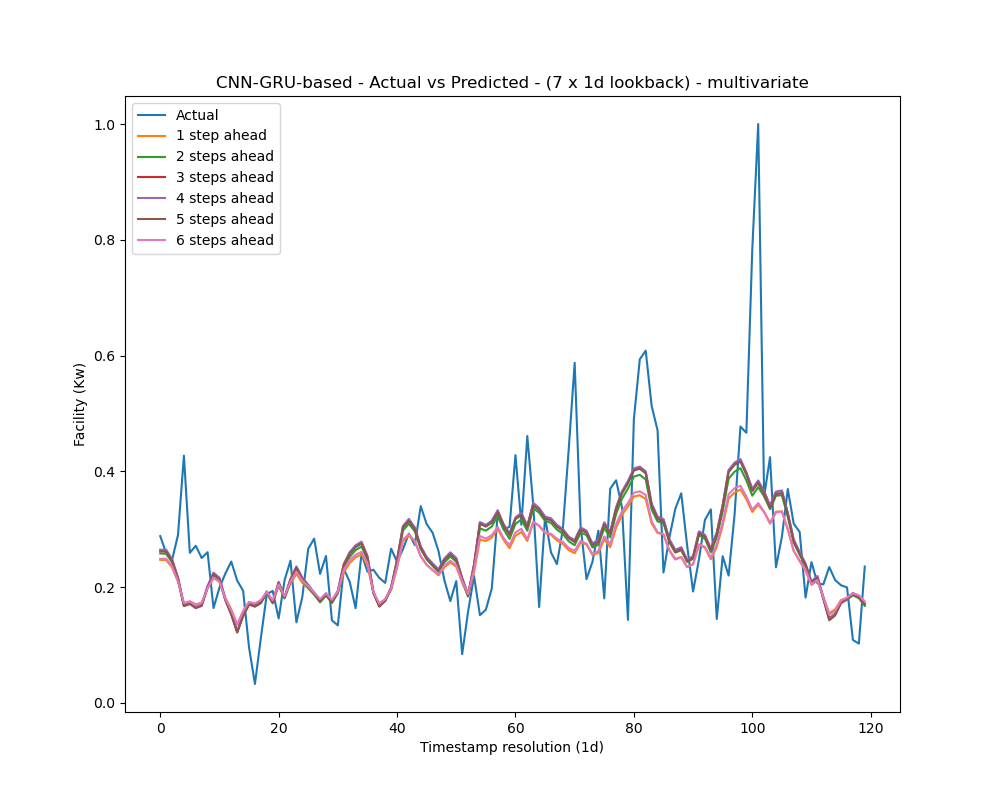 CNN-GRU-based - Actual vs Predicted - (7 x 1d lookback) - multivariate
Actual
1 step ahead
2 steps ahead
3 steps ahead
4 steps ahead
5 steps ahead
6 steps ahead
1.0
0.8
0.6
0.4
0.2
0.0
Facility (Kw)
0 20 40 60 80 100 120
Timestamp resolution (1d)